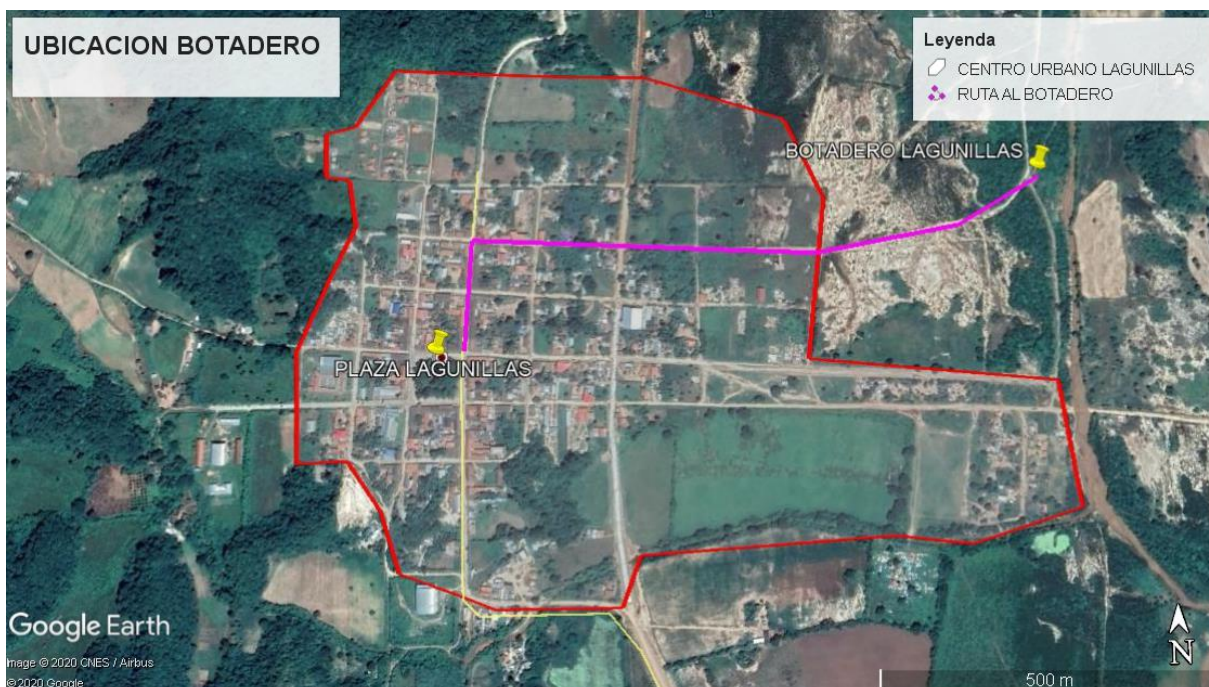 UBICACION BOTADERO
Leyenda
CENTRO URBANO LAGUNILLAS
RUTA AL BOTADERO
BOTADERO LAGUNILLAS
PLAZA LAGUNILLAS
Google Earth
Image © 2020 CNES / Airbus
© 2020 Google
500 m
N